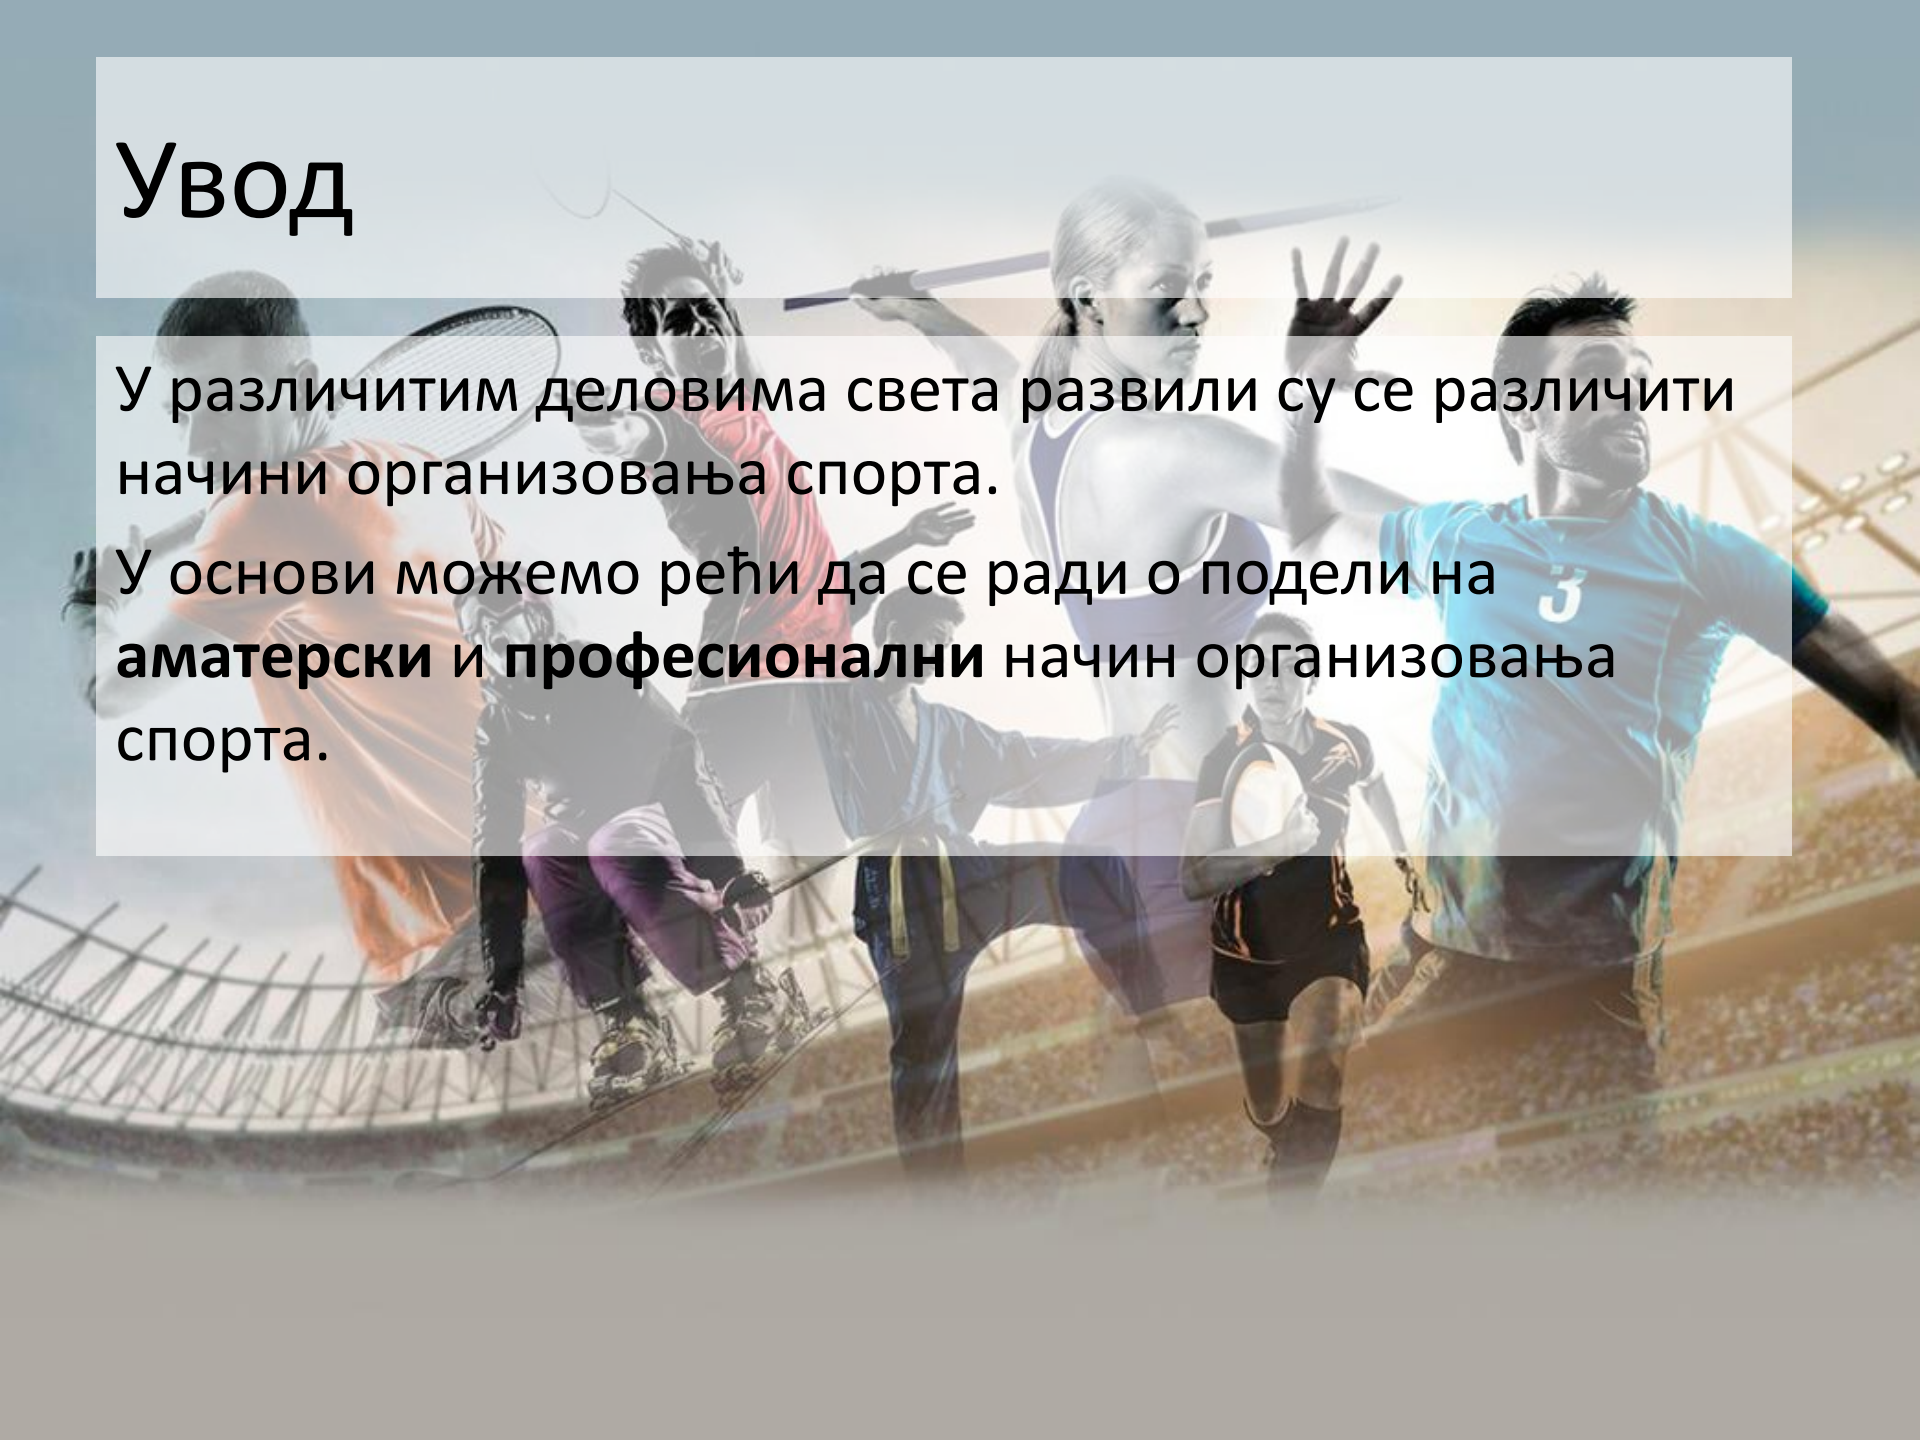 Увод
У различитим деловима света развили су се различити
начини организовања спорта.
У основи можемо рећи да се ради о подели на
аматерски и професионални начин организовања
спорта.
3